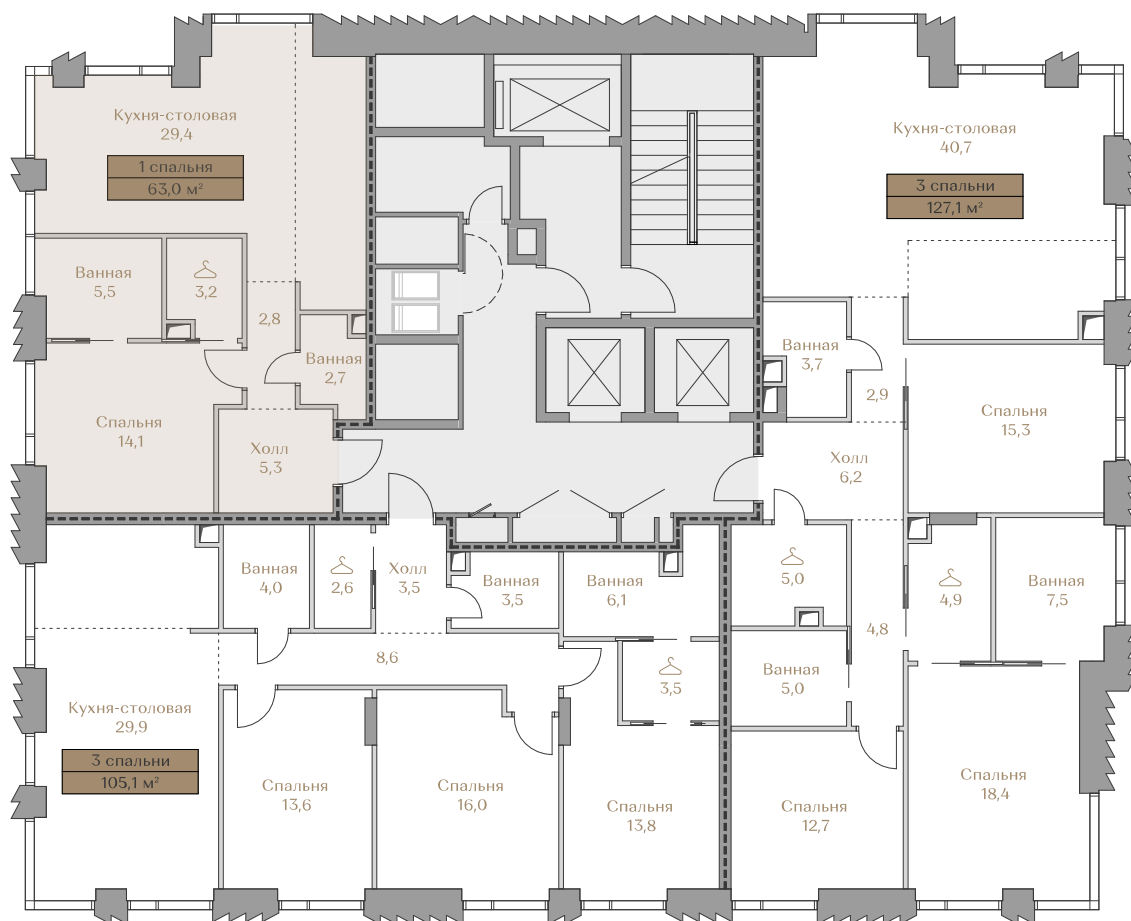 Кухня-столовая
29,4
1 спальня
63,0 м²
Ванная
5,5
3,2
2,8
Ванная
2,7
Спальня
14,1
Холл
5,3
Кухня-столовая
40,7
3 спальни
127,1 м²
Ванная
3,7
2,9
Спальня
15,3
Холл
6,2
5,0
4,9
Ванная
7,5
4,8
Ванная
5,0
Спальня
12,7
Спальня
18,4
Ванная
4,0
2,6
Холл
3,5
Ванная
3,5
Ванная
6,1
8,6
3,5
Кухня-столовая
29,9
3 спальни
105,1 м²
Спальня
13,6
Спальня
16,0
Спальня
13,8